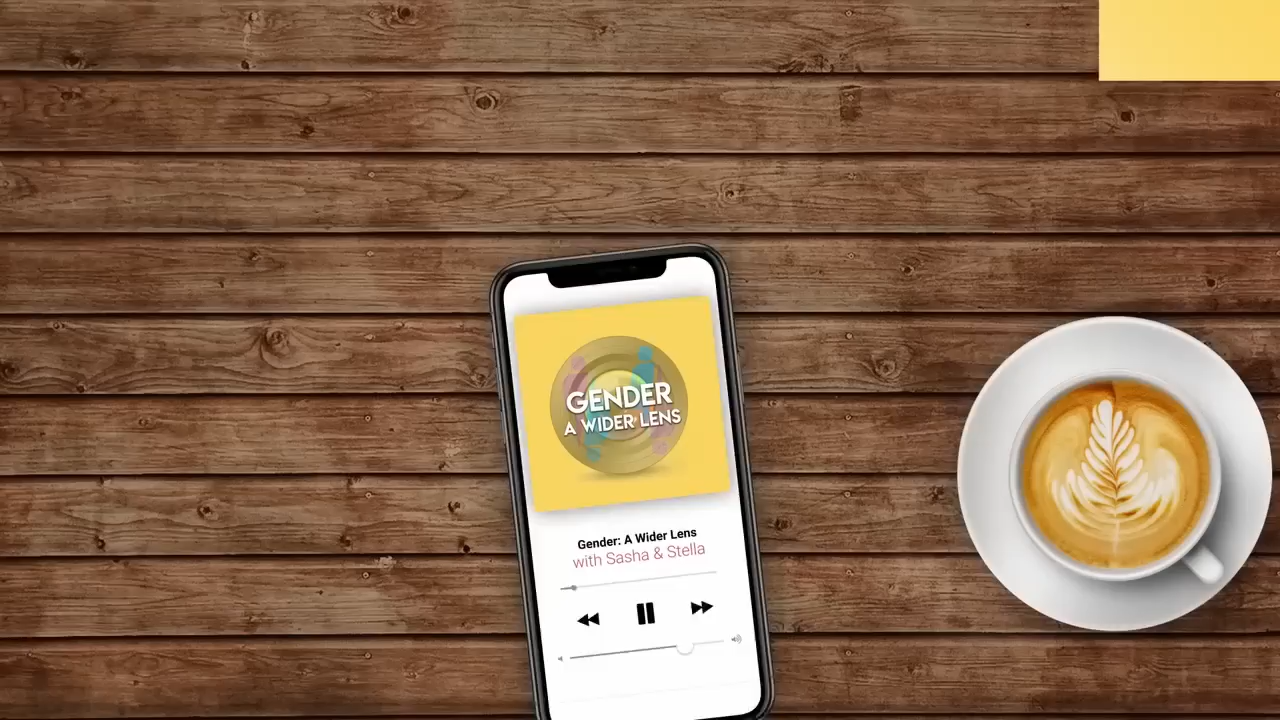 GENDER
A WIDER LENS
Gender: A Wider Lens
with Sasha & Stella